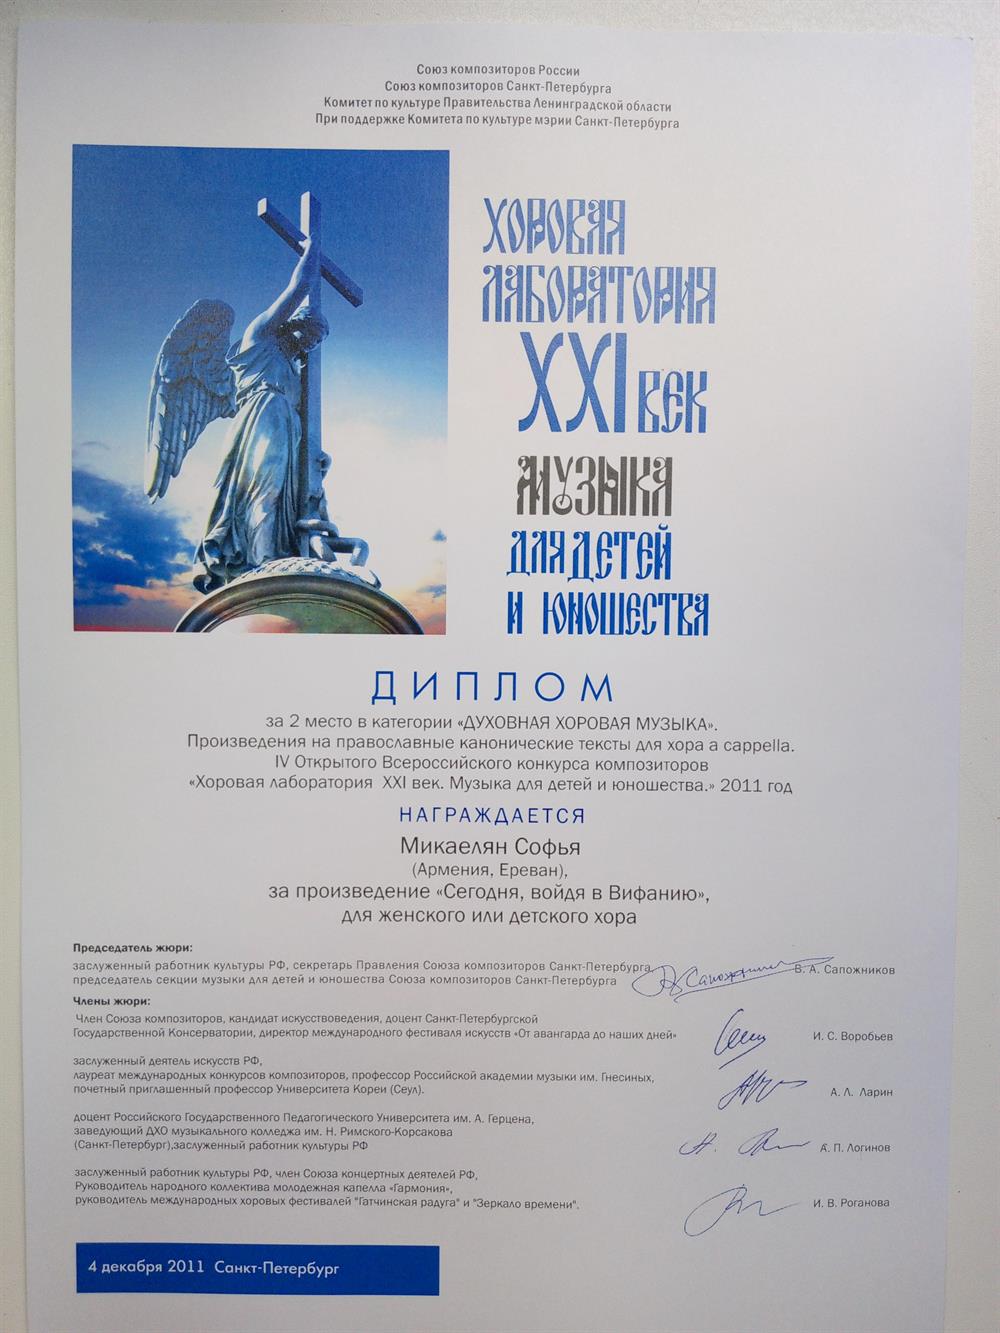 Союз композиторов России
Союз композиторов Санкт-Петербурга
Комитет по культуре Правительства Ленинградской области
При поддержке Комитета по культуре мэрии Санкт-Петербурга
ХОРОВАЯ
ЛАБОРАТОРИЯ
XXI ВЕК
МУЗЫКА
ДЛЯ ДЕТЕЙ
И ЮНОШЕСТВА
ДИПЛОМ
за 2 место в категории «ДУХОВНАЯ ХОРОВАЯ МУЗЫКА».
Произведения на православные канонические тексты для хора a cappella.
IV Открытого Всероссийского конкурса композиторов
«Хоровая лаборатория XXI век. Музыка для детей и юношества.» 2011 год
НАГРАЖДАЕТСЯ
Микаелян Софья
(Армения, Ереван),
за произведение «Сегодня, войдя в Вифанию»,
для женского или детского хора
Председатель жюри:
заслуженный работник культуры РФ, секретарь Правления Союза композиторов Санкт-Петербурга,
председатель секции музыки для детей и юношества Союза композиторов Санкт-Петербурга
Сапожников
В. А. Сапожников
Члены жюри:
Член Союза композиторов, кандидат искусствоведения, доцент Санкт-Петербургской
Государственной Консерватории, директор международного фестиваля искусств «От авангарда до наших дней»
И. С. Воробьев
заслуженный деятель искусств РФ,
лауреат международных конкурсов композиторов, профессор Российской академии музыки им. Гнесиных,
почетный приглашенный профессор Университета Кореи (Сеул).
А. Л. Ларин
доцент Российского Государственного Педагогического Университета им. А. Герцена,
заведующий ДХО музыкального колледжа им. Н. Римского-Корсакова
(Санкт-Петербург),заслуженный работник культуры РФ
А. П. Логинов
заслуженный работник культуры РФ, член Союза концертных деятелей РФ,
Руководитель народного коллектива молодежная капелла «Гармония»,
руководитель международных хоровых фестивалей "Гатчинская радуга" и "Зеркало времени".
И. В. Роганова
4 декабря 2011 Санкт-Петербург